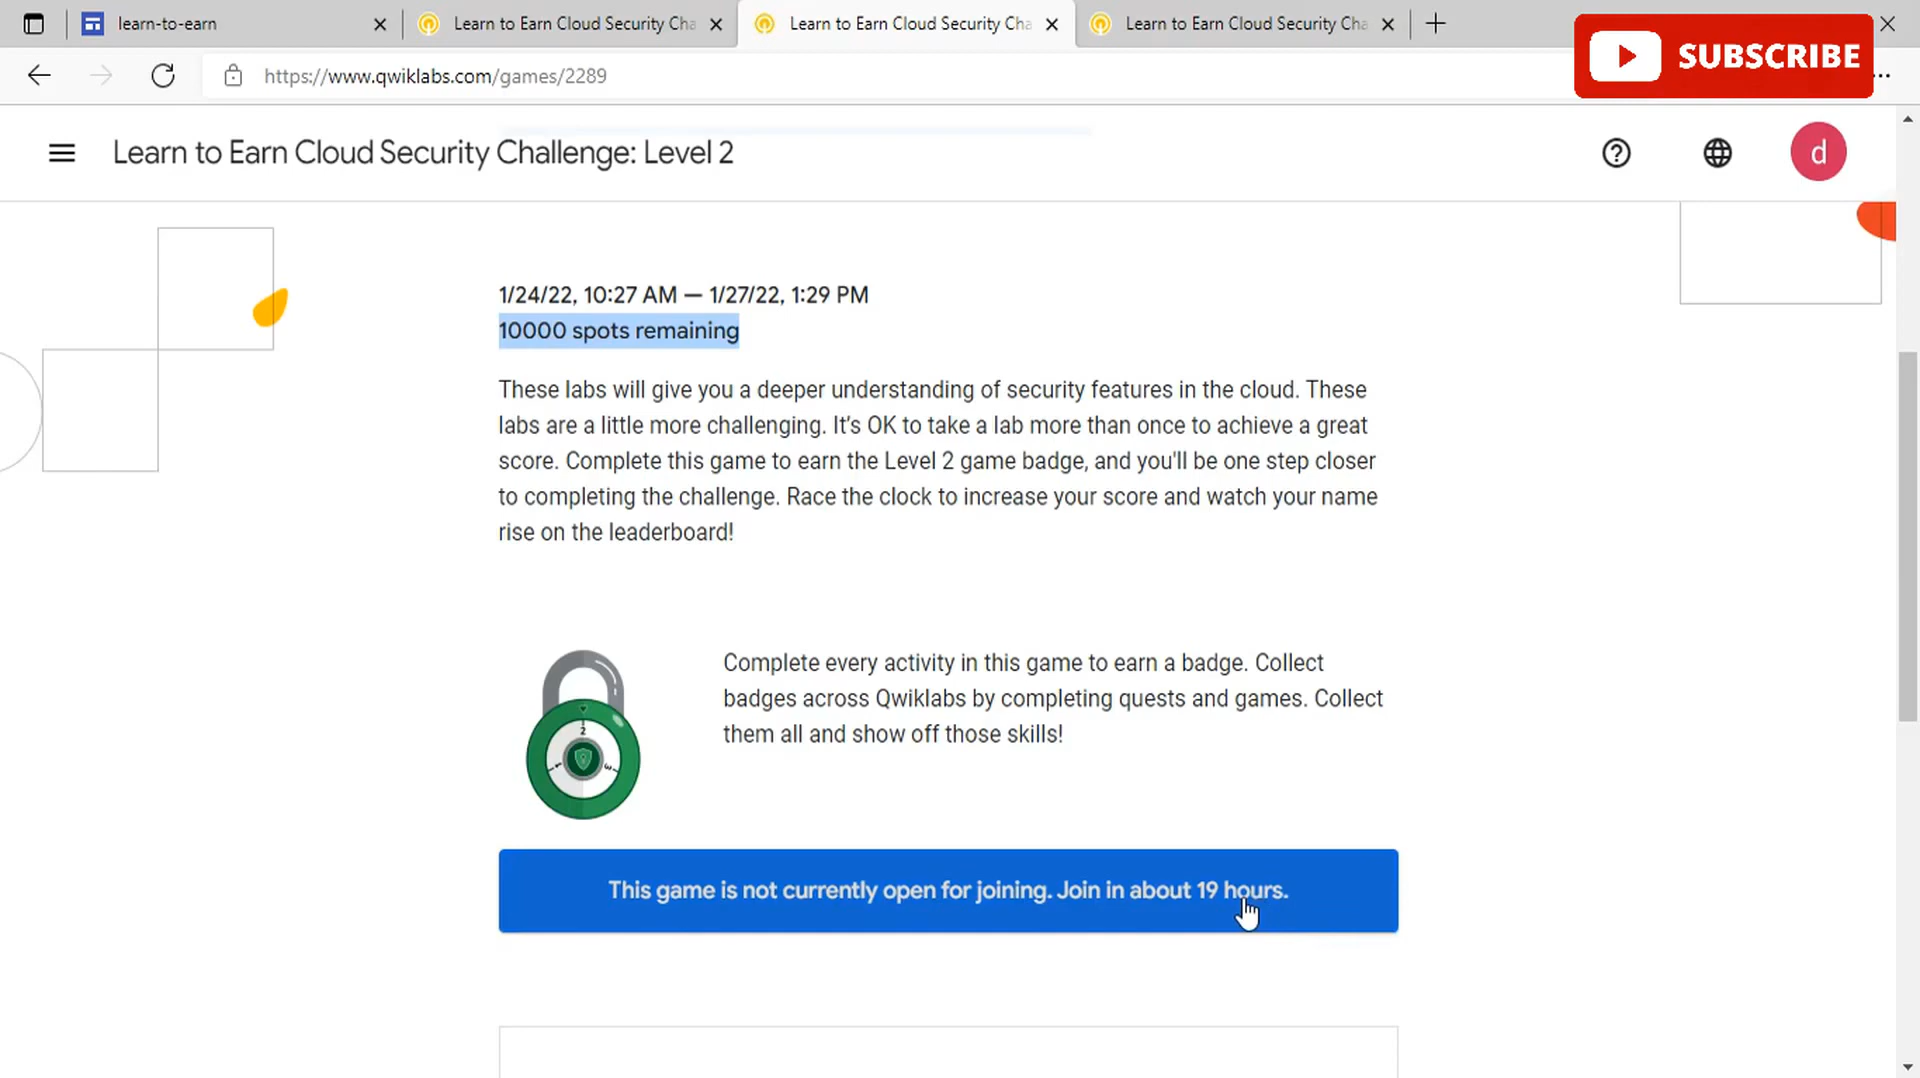 learn-to-earn
Learn to Earn Cloud Security Cha
Learn to Earn Cloud Security Cha
Learn to Earn Cloud Security Cha
SUBSCRIBE
https://www.qwiklabs.com/games/2289
Learn to Earn Cloud Security Challenge: Level 2
d
1/24/22, 10:27 AM — 1/27/22, 1:29 PM
10000 spots remaining
These labs will give you a deeper understanding of security features in the cloud. These
labs are a little more challenging. It's OK to take a lab more than once to achieve a great
score. Complete this game to earn the Level 2 game badge, and you'll be one step closer
to completing the challenge. Race the clock to increase your score and watch your name
rise on the leaderboard!
2
Complete every activity in this game to earn a badge. Collect
badges across Qwiklabs by completing quests and games. Collect
them all and show off those skills!
This game is not currently open for joining. Join in about 19 hours.